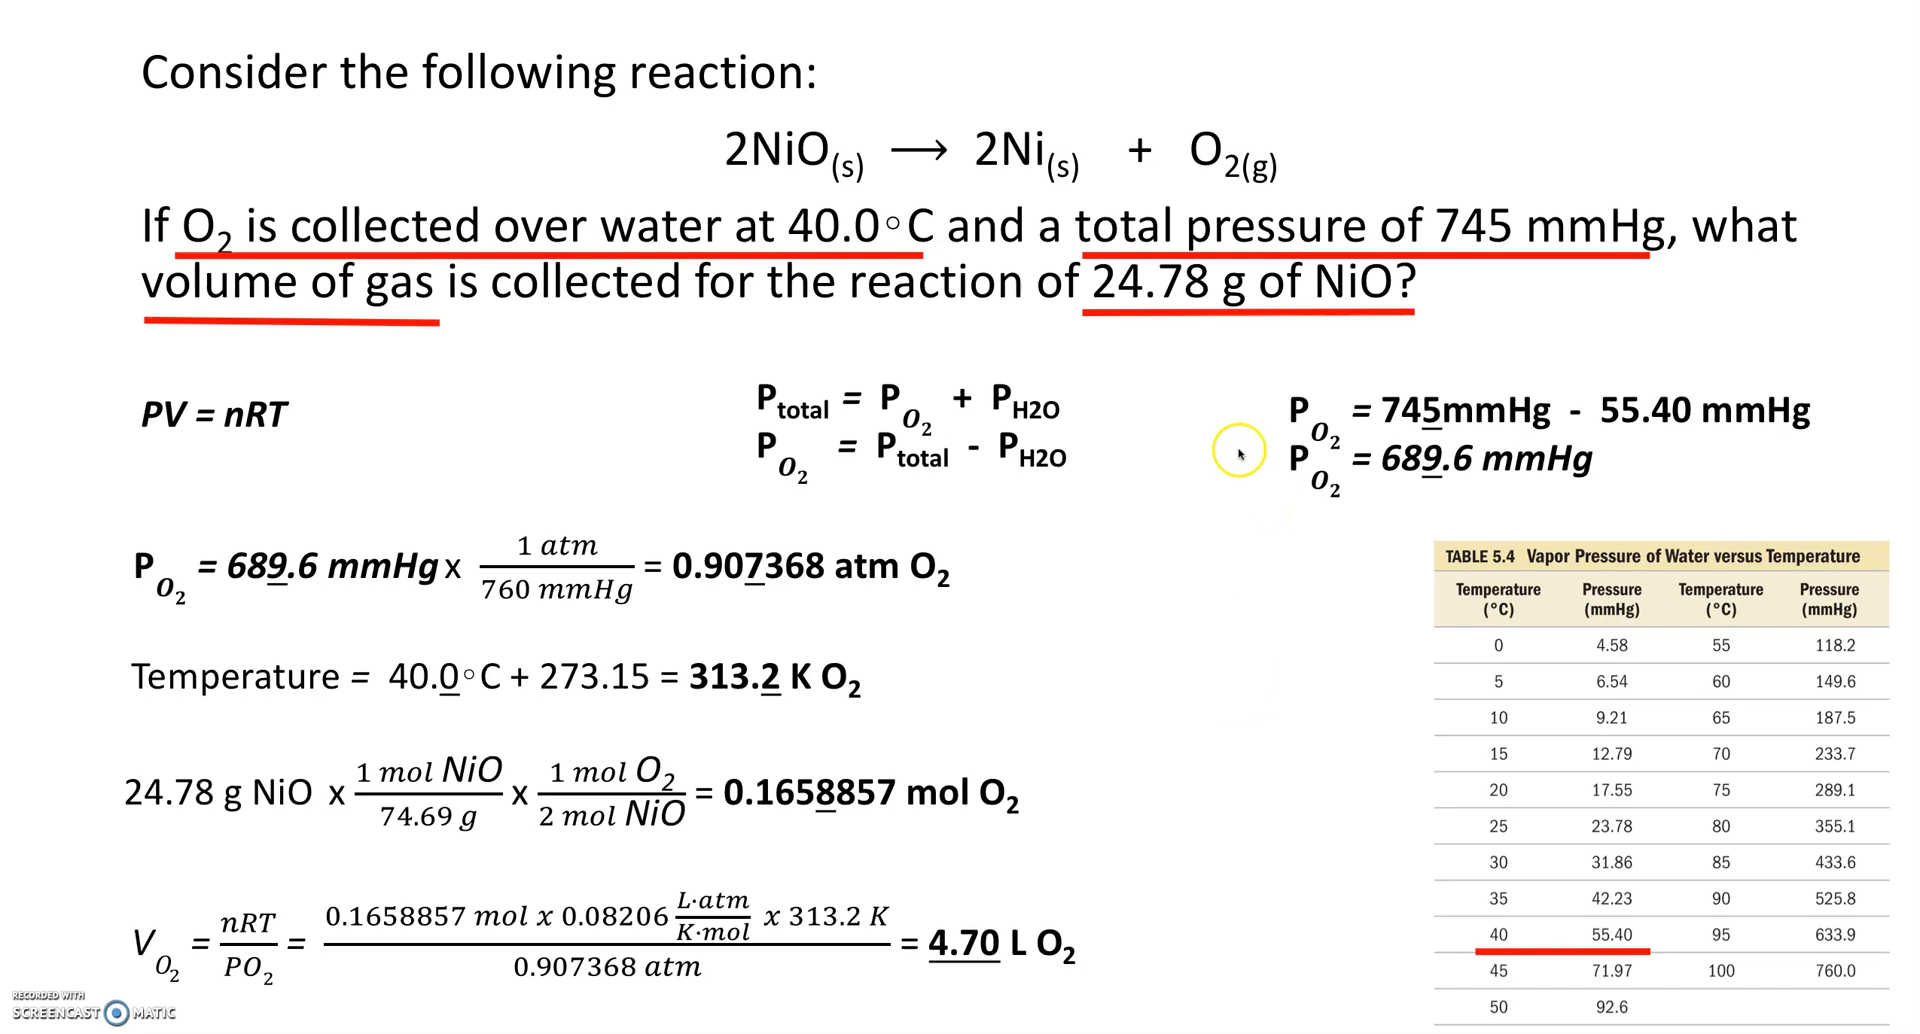 Consider the following reaction:
2NiO(s) ⟶ 2Ni(s) + O2(g)
If O2 is collected over water at 40.0◦C and a total pressure of 745 mmHg, what
volume of gas is collected for the reaction of 24.78 g of NiO?
PV = nRT
Ptotal = PO2 + PH2O
PO2 = Ptotal - PH2O
PO2 = 745mmHg - 55.40 mmHg
PO2 = 689.6 mmHg
PO2 = 689.6 mmHg x 1 atm / 760 mmHg = 0.907368 atm O2
Temperature = 40.0◦C + 273.15 = 313.2 K O2
24.78 g NiO x 1 mol NiO / 74.69 g x 1 mol O2 / 2 mol NiO = 0.1658857 mol O2
VO2 = nRT / PO2 = 0.1658857 mol x 0.08206 L·atm / K·mol x 313.2 K / 0.907368 atm = 4.70 L O2
TABLE 5.4 Vapor Pressure of Water versus Temperature
Temperature (°C) Pressure (mmHg) Temperature (°C) Pressure (mmHg)
0 4.58 55 118.2
5 6.54 60 149.6
10 9.21 65 187.5
15 12.79 70 233.7
20 17.55 75 289.1
25 23.78 80 355.1
30 31.86 85 433.6
35 42.23 90 525.8
40 55.40 95 633.9
45 71.97 100 760.0
50 92.6
RECORDED WITH
SCREENCAST MATIC